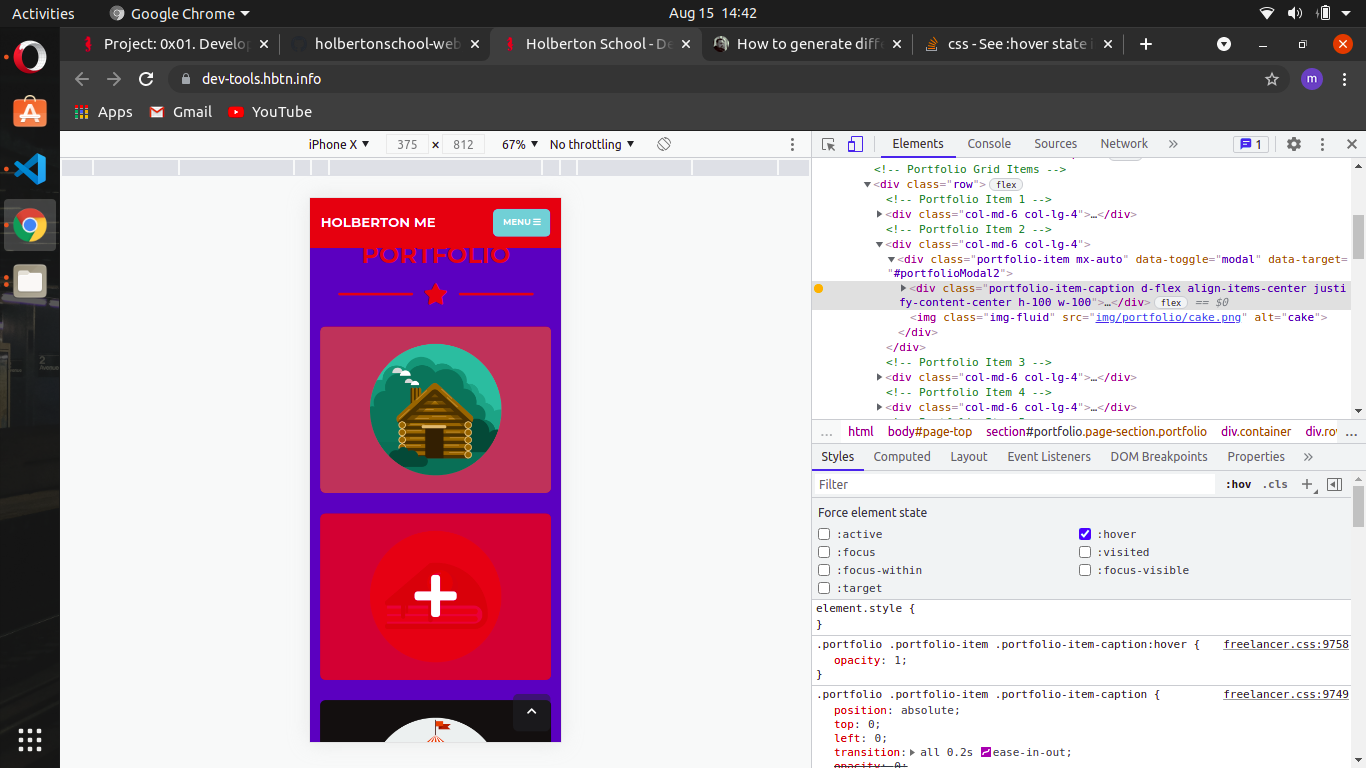 Activities Google Chrome Aug 15 14:42
Project: 0x01. Develop holbertonschool-web Holberton School - De How to generate diff css - See :hover state i
dev-tools.hbtn.info m
Apps Gmail YouTube
iPhone X 375 × 812 67% No throttling
Elements Console Sources Network » 1
<!-- Portfolio Grid Items -->
<div class="row"> flex
<!-- Portfolio Item 1 -->
<div class="col-md-6 col-lg-4">…</div>
<!-- Portfolio Item 2 -->
<div class="col-md-6 col-lg-4">
<div class="portfolio-item mx-auto" data-toggle="modal" data-target=
"#portfolioModal2">
<div class="portfolio-item-caption d-flex align-items-center justi
fy-content-center h-100 w-100">…</div> flex == $0
<img class="img-fluid" src="img/portfolio/cake.png" alt="cake">
</div>
</div>
<!-- Portfolio Item 3 -->
<div class="col-md-6 col-lg-4">…</div>
<!-- Portfolio Item 4 -->
<div class="col-md-6 col-lg-4">…</div>
… html body#page-top section#portfolio.page-section.portfolio div.container div.rov …
Styles Computed Layout Event Listeners DOM Breakpoints Properties »
Filter :hov .cls +
Force element state
:active :hover
:focus :visited
:focus-within :focus-visible
:target
element.style {
}
.portfolio .portfolio-item .portfolio-item-caption:hover { freelancer.css:9758
opacity: 1;
}
.portfolio .portfolio-item .portfolio-item-caption { freelancer.css:9749
position: absolute;
top: 0;
left: 0;
transition: all 0.2s ease-in-out;
opacity: 0;
HOLBERTON ME MENU
PORTFOLIO